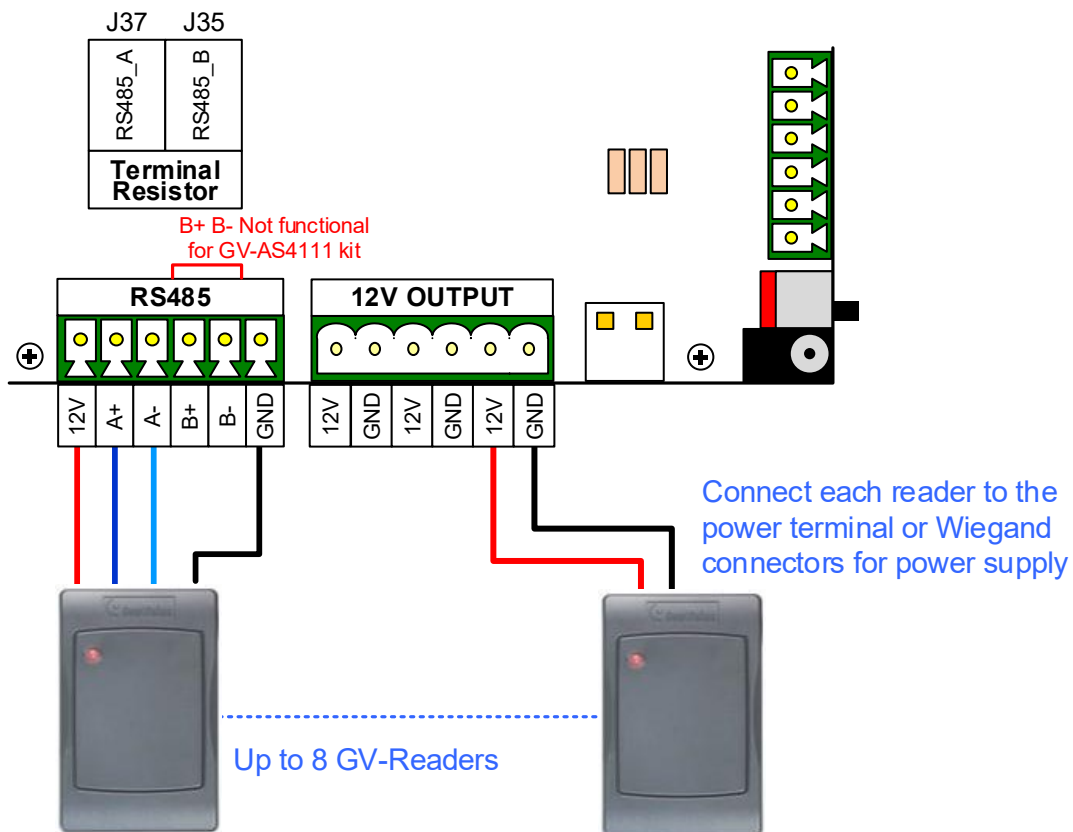 J37 J35
RS485_A RS485_B
Terminal
Resistor
B+ B- Not functional
for GV-AS4111 kit
RS485 12V OUTPUT
12V A+ A- B+ B- GND 12V GND 12V GND 12V GND
Connect each reader to the
power terminal or Wiegand
connectors for power supply
Up to 8 GV-Readers